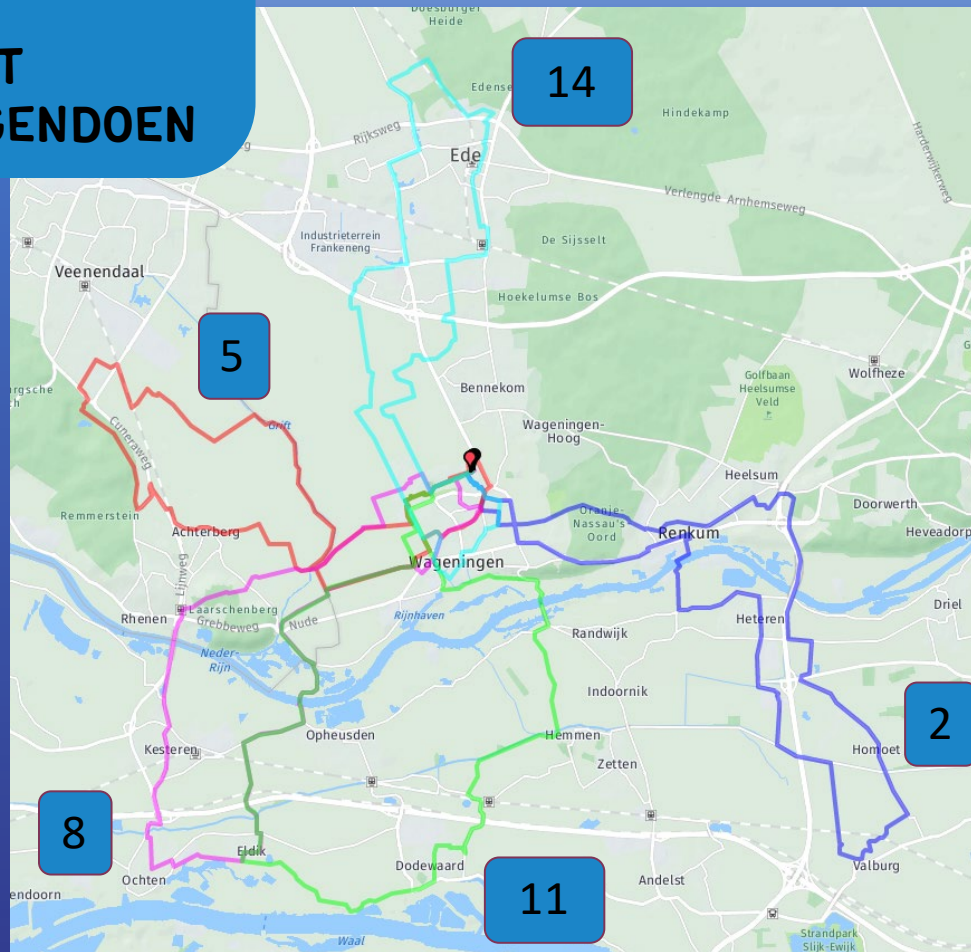 T
GENDOEN
Doesburger
Heide
14
Edense
Hindekamp
Harderwijkerweg
Rijksweg
Ede
Verlengde Arnhemseweg
Industrieterrein
Frankeneng
De Sijsselt
Veenendaal
Hoekelumse Bos
5
Wolfheze
Bennekom
Golfbaan
Heelsumse
Veld
Cuneraweg
Grift
Wageningen-
Hoog
Heelsum
Remmerstein
Oranje-
Nassau's
Oord
Doorwerth
Achterberg
Renkum
Heveadorp
Wageningen
Lijnweg
Laarschenberg
Rhenen
Grebbeweg
Nude
Rijnhaven
Heteren
Driel
Randwijk
Neder-
Rijn
Indoornik
2
Opheusden
Hemmen
Kesteren
Homoet
Zetten
8
Eldik
Dodewaard
Valburg
Ochten
Andelst
endoorn
11
Waal
Strandpark
Slijk-Ewijk